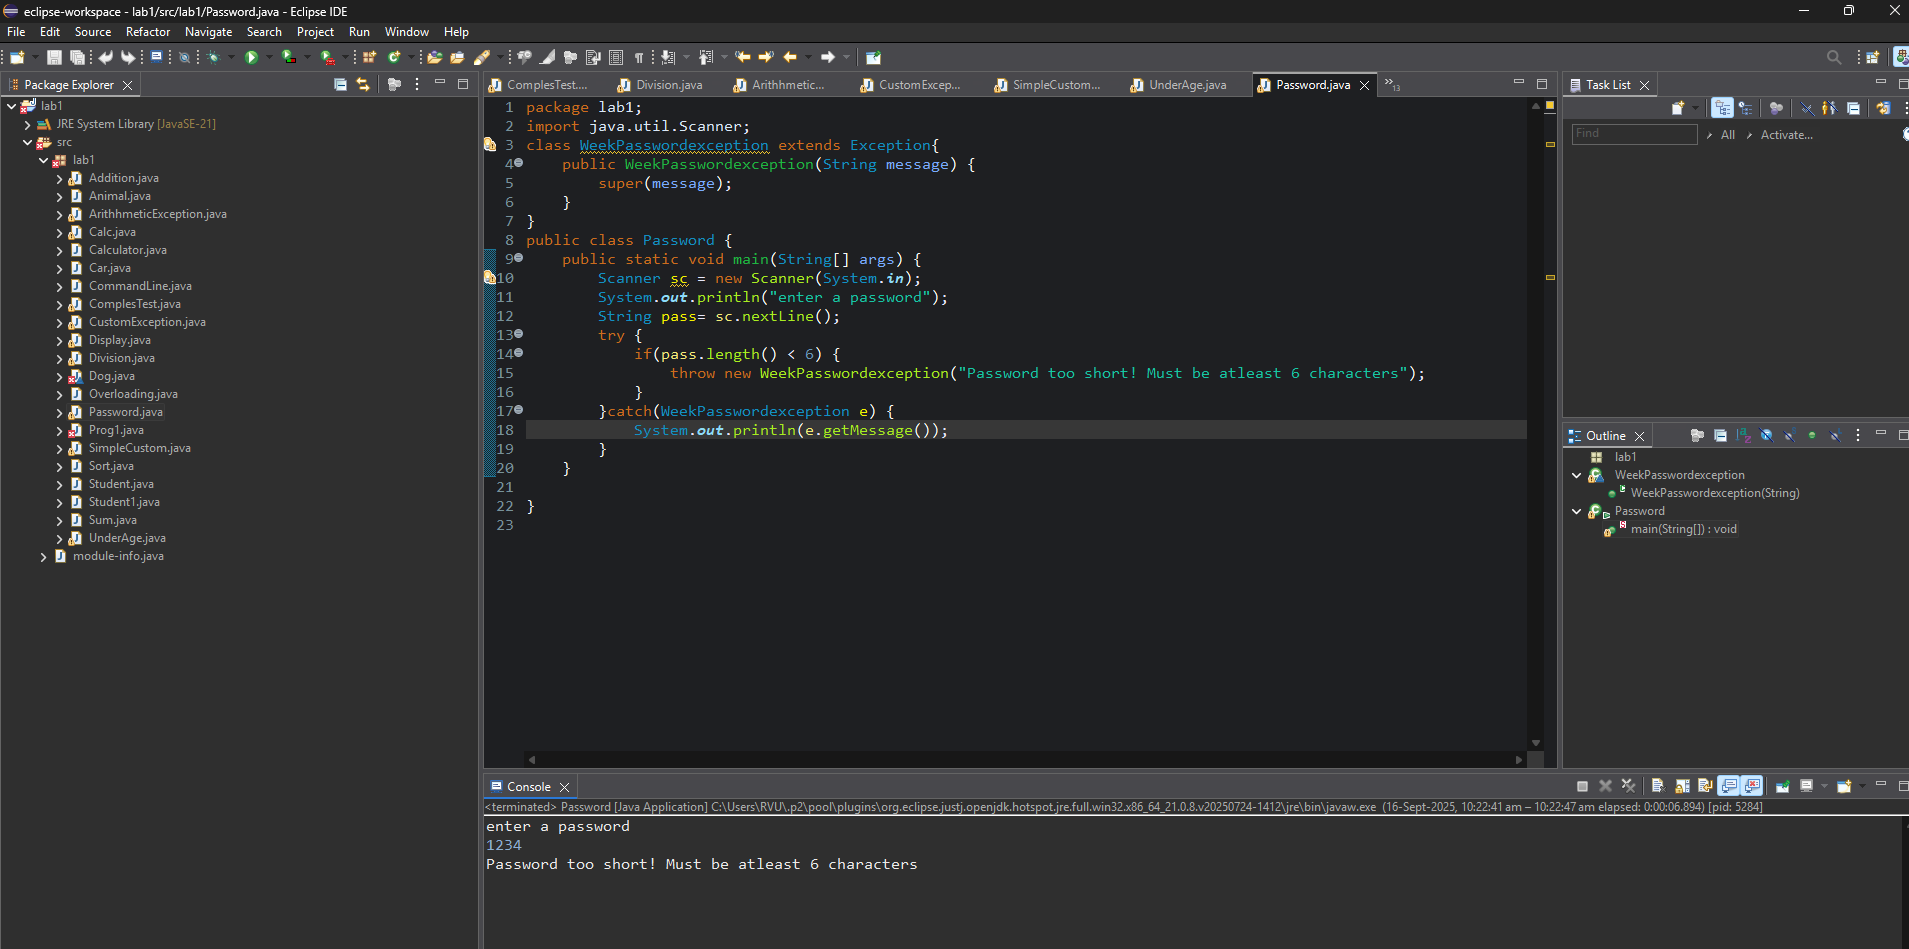 eclipse-workspace - lab1/src/lab1/Password.java - Eclipse IDE
File Edit Source Refactor Navigate Search Project Run Window Help
Package Explorer
lab1
JRE System Library [JavaSE-21]
src
lab1
Addition.java
Animal.java
ArithhmeticException.java
Calc.java
Calculator.java
Car.java
CommandLine.java
ComplesTest.java
CustomException.java
Display.java
Division.java
Dog.java
Overloading.java
Password.java
Prog1.java
SimpleCustom.java
Sort.java
Student.java
Student1.java
Sum.java
UnderAge.java
module-info.java
ComplesTest.... Division.java Arithhmetic... CustomExcep... SimpleCustom... UnderAge.java Password.java »13
1 package lab1;
2 import java.util.Scanner;
3 class WeekPasswordexception extends Exception{
4 public WeekPasswordexception(String message) {
5 super(message);
6 }
7 }
8 public class Password {
9 public static void main(String[] args) {
10 Scanner sc = new Scanner(System.in);
11 System.out.println("enter a password");
12 String pass= sc.nextLine();
13 try {
14 if(pass.length() < 6) {
15 throw new WeekPasswordexception("Password too short! Must be atleast 6 characters");
16 }
17 }catch(WeekPasswordexception e) {
18 System.out.println(e.getMessage());
19 }
20 }
21
22 }
23
Task List
Find All Activate...
Outline
lab1
WeekPasswordexception
WeekPasswordexception(String)
Password
main(String[]) : void
Console
<terminated> Password [Java Application] C:\Users\RVU\.p2\pool\plugins\org.eclipse.justj.openjdk.hotspot.jre.full.win32.x86_64_21.0.8.v20250724-1412\jre\bin\javaw.exe (16-Sept-2025, 10:22:41 am – 10:22:47 am elapsed: 0:00:06.894) [pid: 5284]
enter a password
1234
Password too short! Must be atleast 6 characters